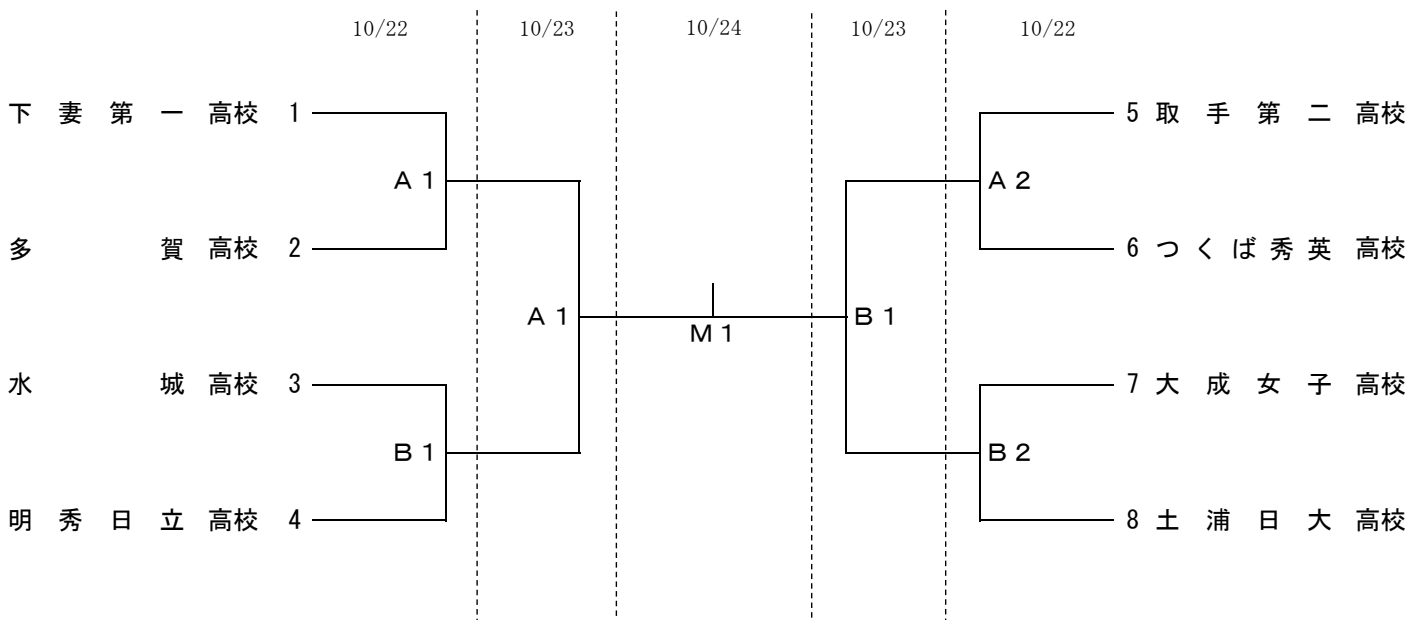 10/22 10/23 10/24 10/23 10/22
下妻第一高校 1
5 取手第二高校
A1
A2
多賀高校 2
6 つくば秀英高校
A1
M1
B1
水城高校 3
7 大成女子高校
B1
B2
明秀日立高校 4
8 土浦日大高校